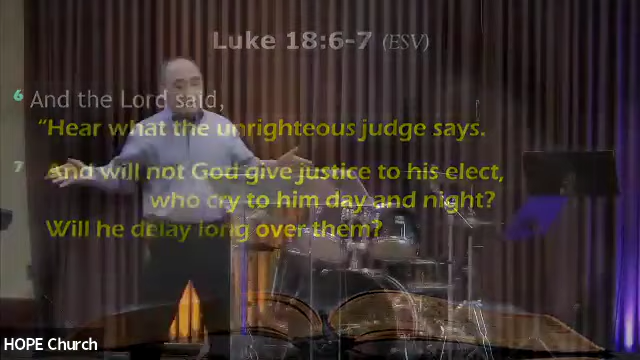 Luke 18:6-7 (ESV)
6 And the Lord said,
“Hear what the unrighteous judge says.
7 And will not God give justice to his elect,
who cry to him day and night?
Will he delay long over them?
HOPE Church